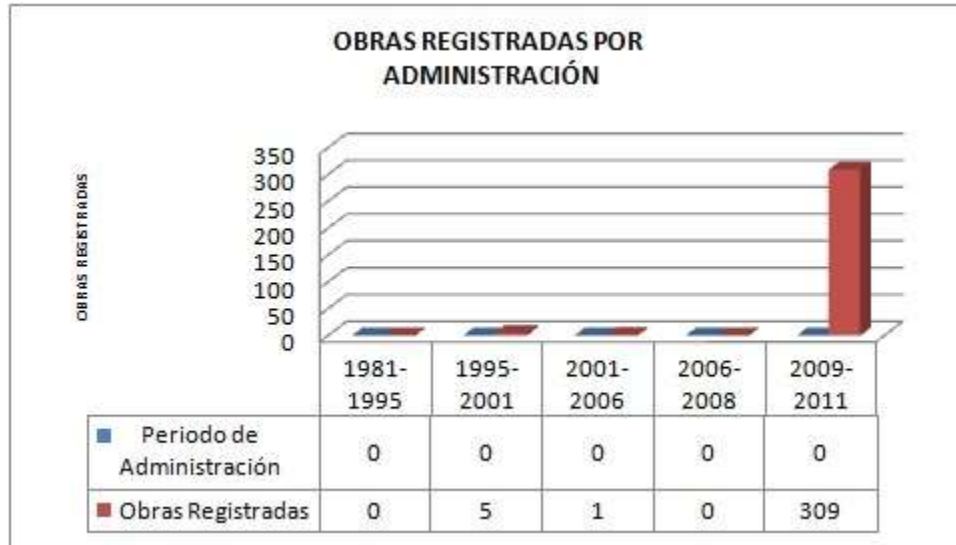 OBRAS REGISTRADAS POR
ADMINISTRACIÓN
OBRAS REGISTRADAS
350
300
250
200
150
100
50
0
1981-1995 1995-2001 2001-2006 2006-2008 2009-2011
Periodo de Administración 0 0 0 0 0
Obras Registradas 0 5 1 0 309